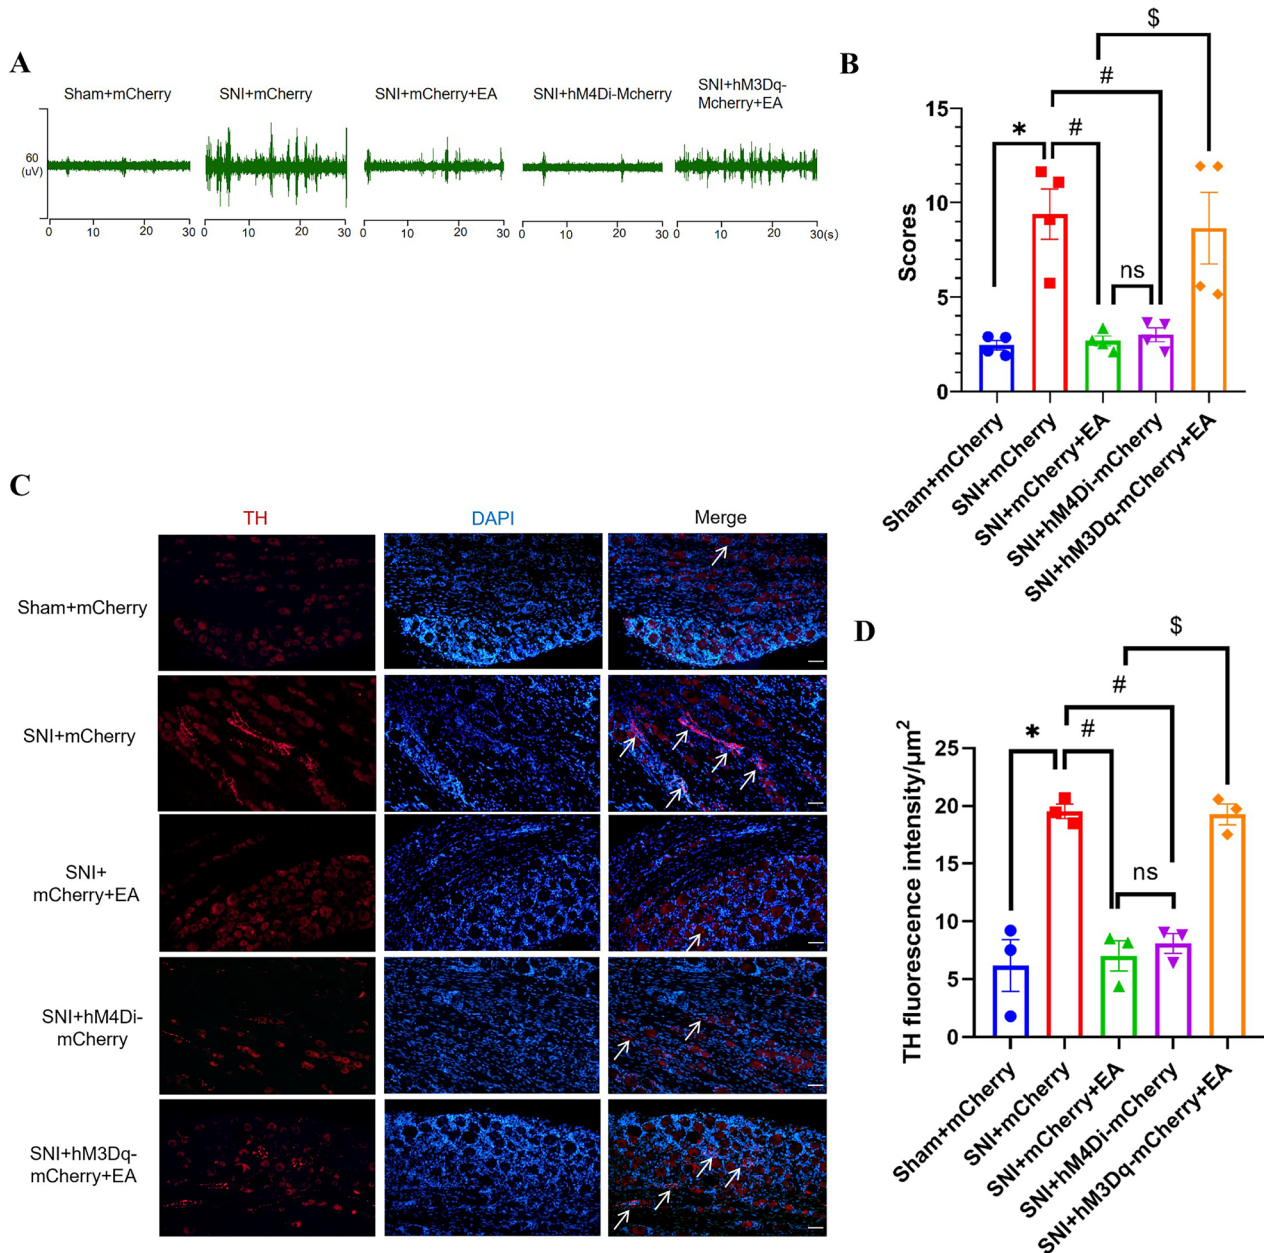 A
Sham+mCherry
SNI+mCherry
SNI+mCherry+EA
SNI+hM4Di-Mcherry
SNI+hM3Dq-
Mcherry+EA
60
(uV)
0 10 20 30
0 10 20 30
0 10 20 30
0 10 20 30
0 10 20 30(s)
B
$
#
* #
ns
15
10
5
0
Scores
Sham+mCherry
SNI+mCherry
SNI+mCherry+EA
SNI+hM4Di-mCherry
SNI+hM3Dq-mCherry+EA
C
TH DAPI Merge
Sham+mCherry
SNI+mCherry
SNI+
mCherry+EA
SNI+hM4Di-
mCherry
SNI+hM3Dq-
mCherry+EA
D
$
#
* #
ns
25
20
15
10
5
0
TH fluorescence intensity/μm²
Sham+mCherry
SNI+mCherry
SNI+mCherry+EA
SNI+hM4Di-mCherry
SNI+hM3Dq-mCherry+EA